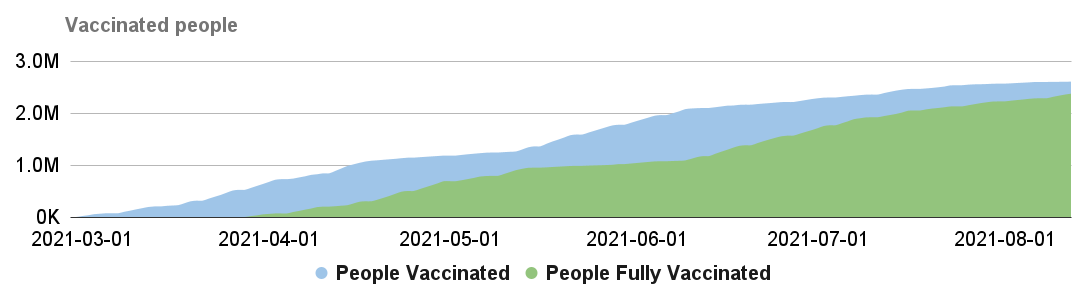 Vaccinated people
3.0M
2.0M
1.0M
0K
2021-03-01 2021-04-01 2021-05-01 2021-06-01 2021-07-01 2021-08-01
People Vaccinated People Fully Vaccinated